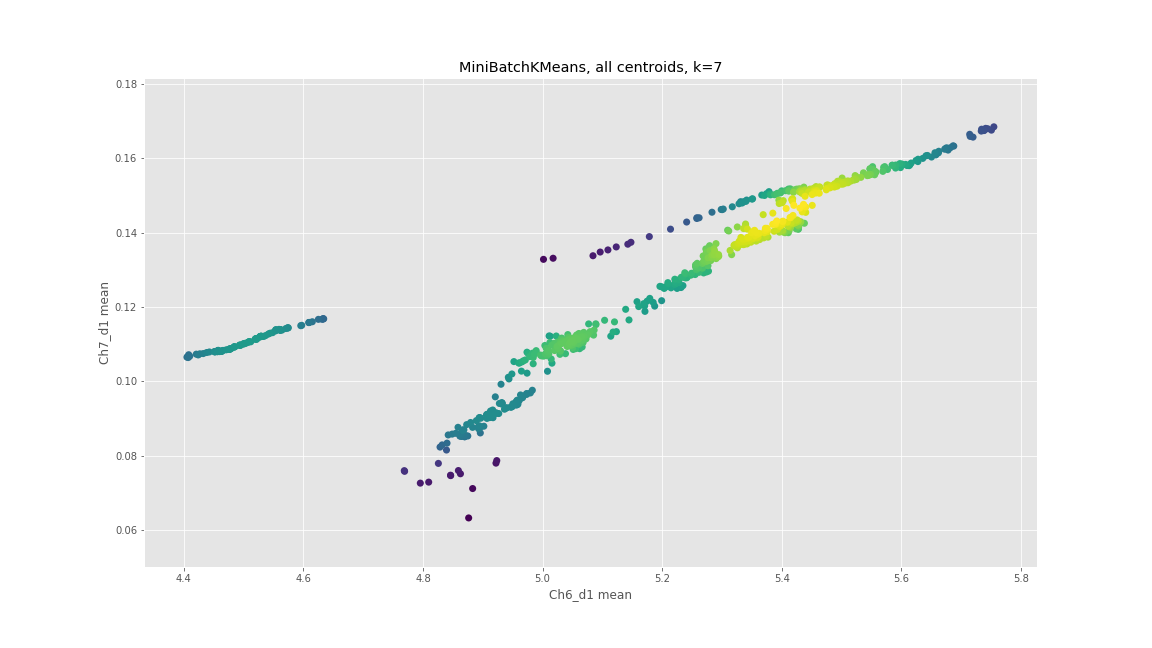 MiniBatchKMeans, all centroids, k=7
0.18
0.16
0.14
0.12
0.10
0.08
0.06
Ch7_d1 mean
4.4 4.6 4.8 5.0 5.2 5.4 5.6 5.8
Ch6_d1 mean